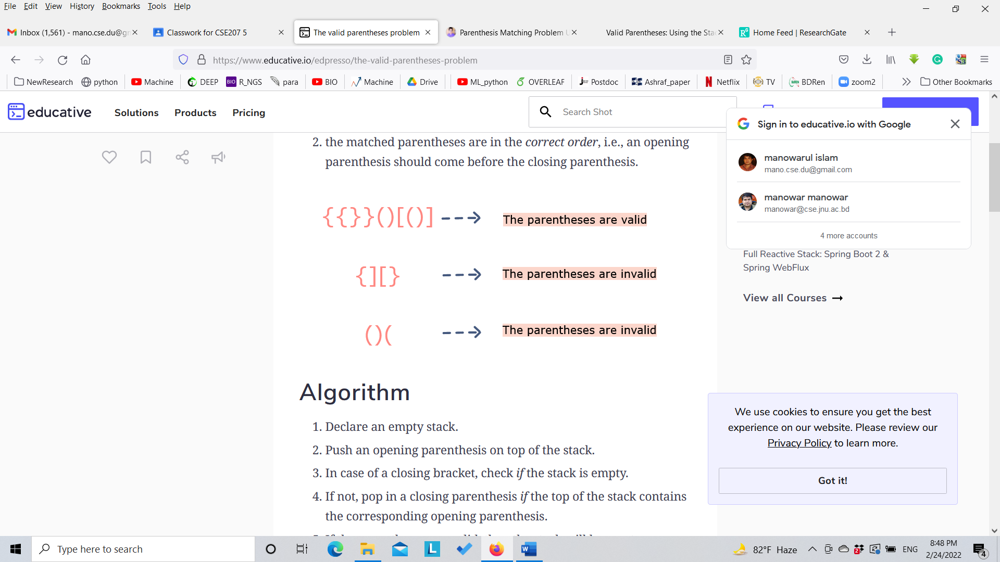 File Edit View History Bookmarks Tools Help
Inbox (1,561) - mano.cse.du@gm
Classwork for CSE207 5
The valid parentheses problem
Parenthesis Matching Problem U
Valid Parentheses: Using the Stac
Home Feed | ResearchGate
https://www.educative.io/edpresso/the-valid-parentheses-problem
NewResearch python Machine DEEP BIO R_NGS para BIO Machine Drive ML_python OVERLEAF Postdoc Ashraf_paper Netflix TV BDRen zoom2 Other Bookmarks
educative Solutions Products Pricing
Search Shot
Sign in to educative.io with Google
manowarul islam
mano.cse.du@gmail.com
manowar manowar
manowar@cse.jnu.ac.bd
4 more accounts
2. the matched parentheses are in the correct order, i.e., an opening
parenthesis should come before the closing parenthesis.
{{}}()[()] The parentheses are valid
{][} The parentheses are invalid
()( The parentheses are invalid
Full Reactive Stack: Spring Boot 2 &
Spring WebFlux
View all Courses
Algorithm
1. Declare an empty stack.
2. Push an opening parenthesis on top of the stack.
3. In case of a closing bracket, check if the stack is empty.
4. If not, pop in a closing parenthesis if the top of the stack contains
the corresponding opening parenthesis.
We use cookies to ensure you get the best
experience on our website. Please review our
Privacy Policy to learn more.
Got it!
Type here to search
L
W
82°F Haze
2
ENG
8:48 PM
2/24/2022
4